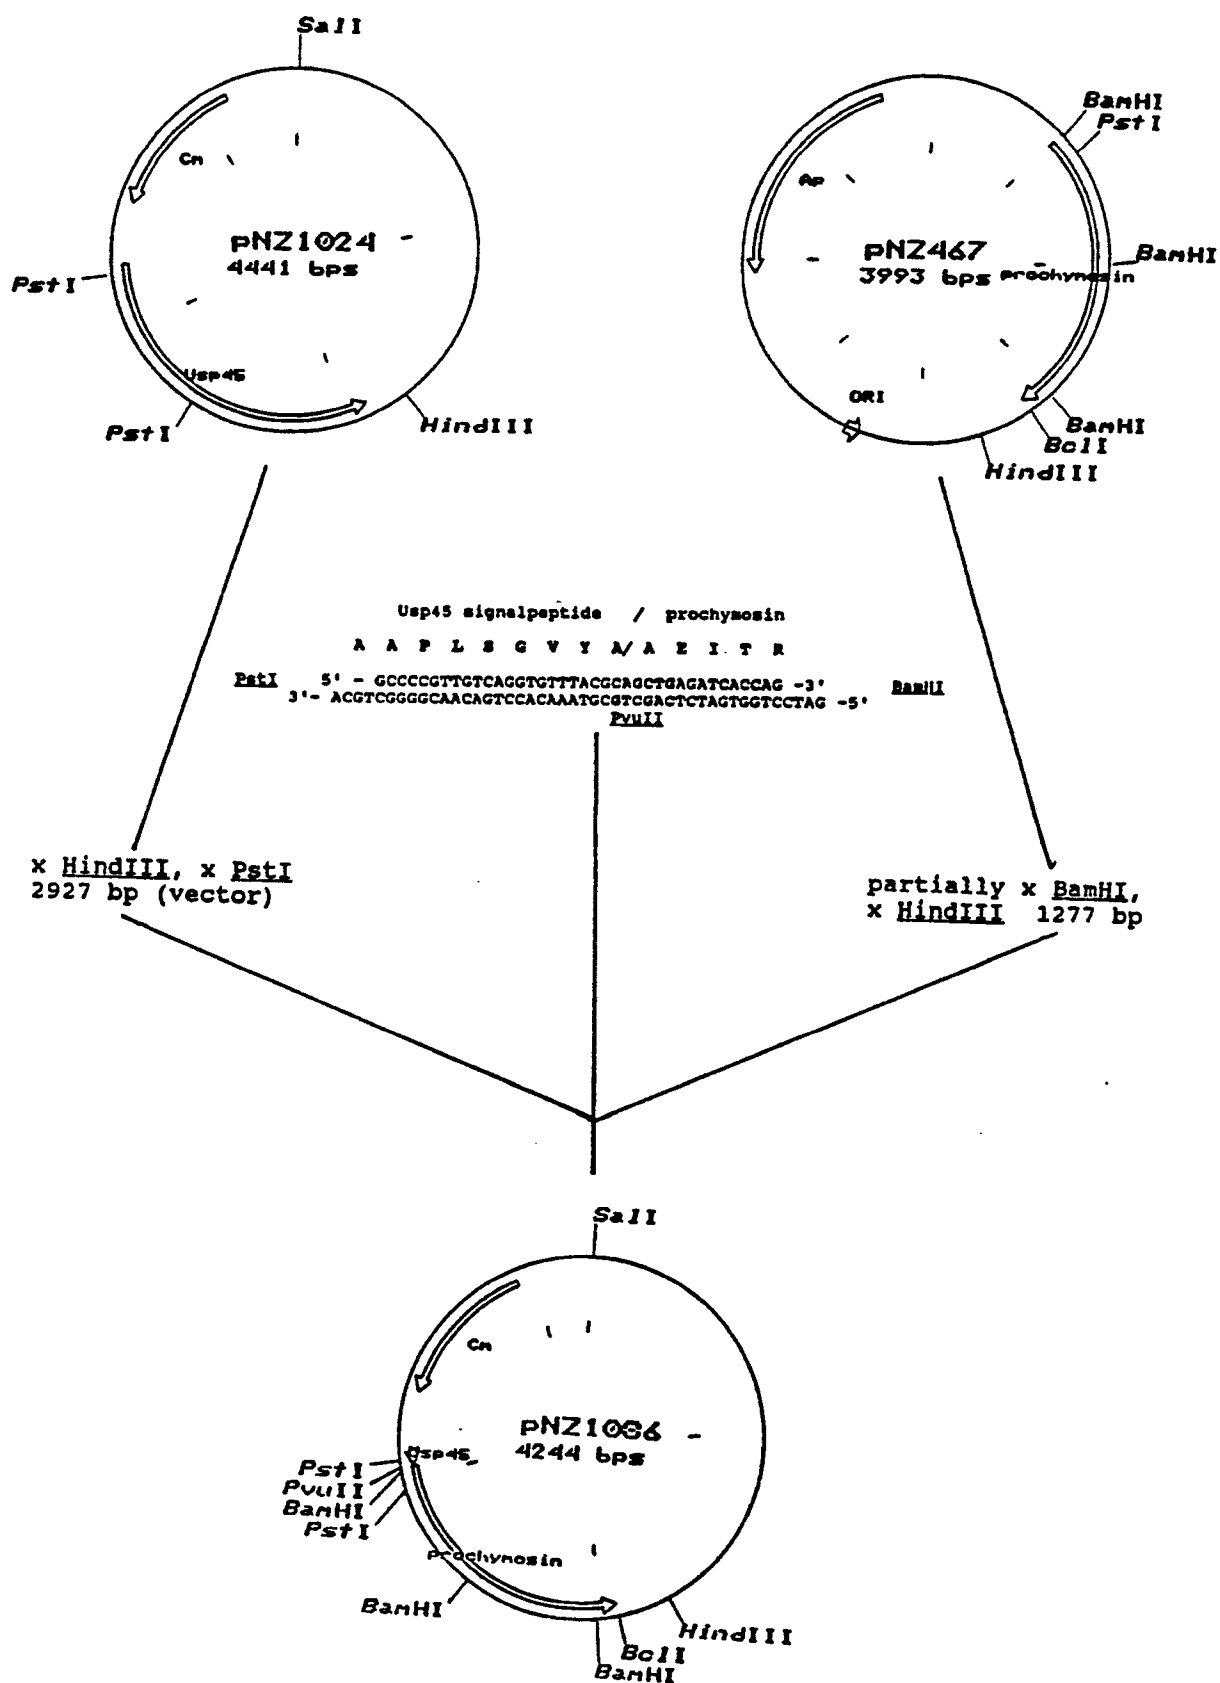 SalI
Cm
pNZ1024
4441 bps
PstI
Usp45
PstI
HindIII
BamHI
PstI
Ap
pNZ467
3993 bps
prochymosin
BamHI
ORI
BamHI
BclI
HindIII
Usp45 signalpeptide / prochymosin
A A P L S G V Y A/ A E I T R
PstI 5' - GCCCCGTTGTCAGGTGTTTACGCAGCTGAGATCACCAG -3' BamHI
3'- ACGTCGGGGCAACAGTCCACAAATGCGTCGACTCTAGTGGTCCTAG -5'
PvuII
x HindIII, x PstI
2927 bp (vector)
partially x BamHI,
x HindIII 1277 bp
SalI
Cm
pNZ1086
4244 bps
Usp45
PstI
PvuII
BamHI
PstI
prochymosin
BamHI
HindIII
BclI
BamHI